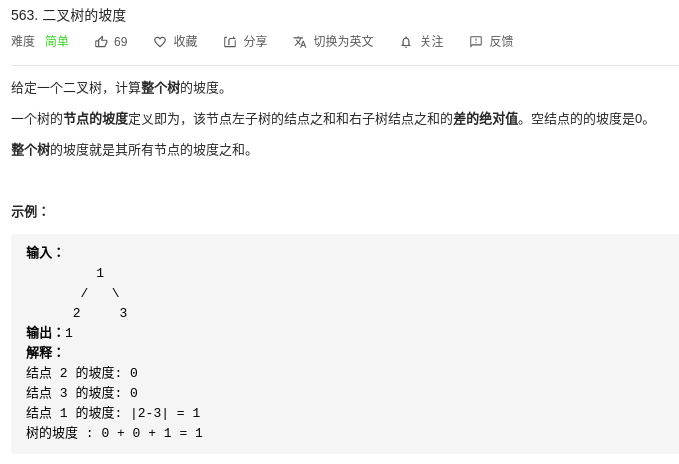 563. 二叉树的坡度
难度 简单 69 收藏 分享 切换为英文 关注 反馈
给定一个二叉树，计算整个树的坡度。
一个树的节点的坡度定义即为，该节点左子树的结点之和和右子树结点之和的差的绝对值。空结点的的坡度是0。
整个树的坡度就是其所有节点的坡度之和。
示例：
输入：
1
/ \
2 3
输出：1
解释：
结点 2 的坡度: 0
结点 3 的坡度: 0
结点 1 的坡度: |2-3| = 1
树的坡度 : 0 + 0 + 1 = 1